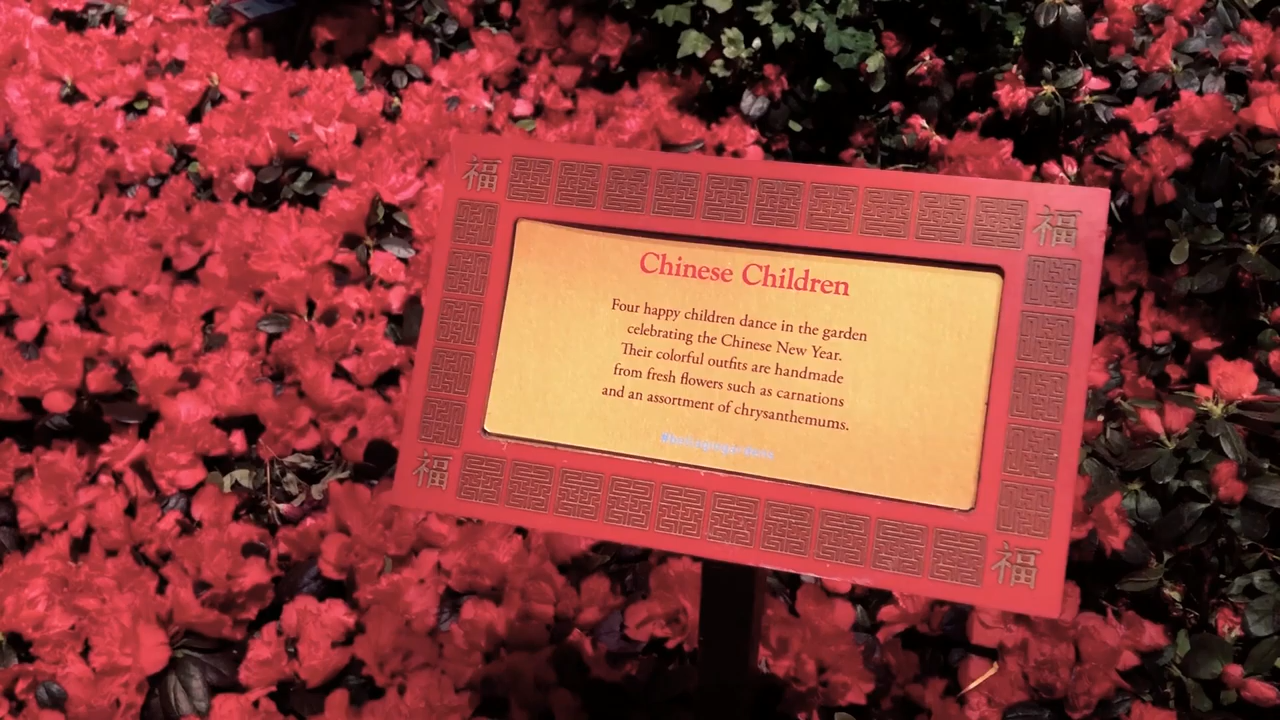 福
福
Chinese Children
Four happy children dance in the garden
celebrating the Chinese New Year.
Their colorful outfits are handmade
from fresh flowers such as carnations
and an assortment of chrysanthemums.
福
福